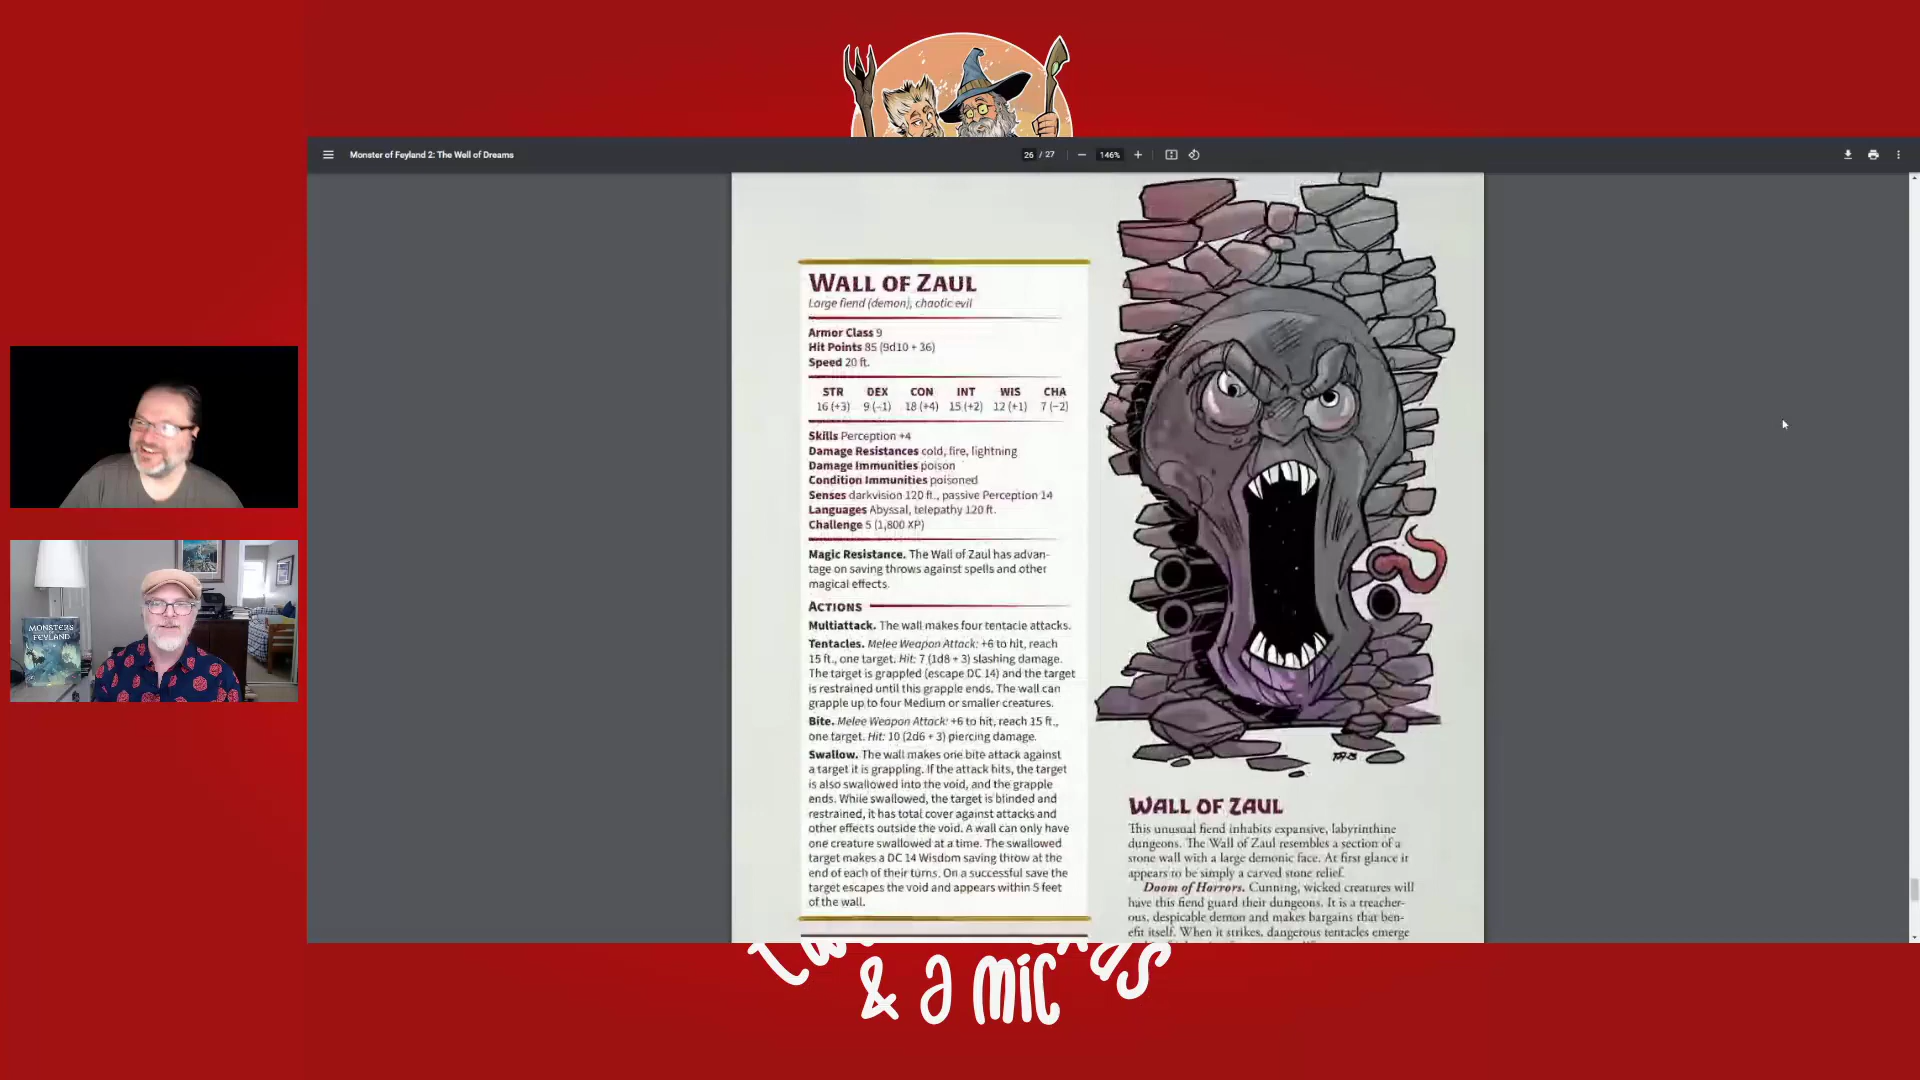 Monster of Feyland 2: The Well of Dreams
26 / 27
146%
WALL OF ZAUL
Large fiend (demon), chaotic evil
Armor Class 9
Hit Points 85 (9d10 + 36)
Speed 20 ft.
STR DEX CON INT WIS CHA
16 (+3) 9 (–1) 18 (+4) 15 (+2) 12 (+1) 7 (–2)
Skills Perception +4
Damage Resistances cold, fire, lightning
Damage Immunities poison
Condition Immunities poisoned
Senses darkvision 120 ft., passive Perception 14
Languages Abyssal, telepathy 120 ft.
Challenge 5 (1,800 XP)
Magic Resistance. The Wall of Zaul has advan-
tage on saving throws against spells and other
magical effects.
ACTIONS
Multiattack. The wall makes four tentacle attacks.
Tentacles. Melee Weapon Attack: +6 to hit, reach
15 ft., one target. Hit: 7 (1d8 + 3) slashing damage.
The target is grappled (escape DC 14) and the target
is restrained until this grapple ends. The wall can
grapple up to four Medium or smaller creatures.
Bite. Melee Weapon Attack: +6 to hit, reach 15 ft.,
one target. Hit: 10 (2d6 + 3) piercing damage.
Swallow. The wall makes one bite attack against
a target it is grappling. If the attack hits, the target
is also swallowed into the void, and the grapple
ends. While swallowed, the target is blinded and
restrained, it has total cover against attacks and
other effects outside the void. A wall can only have
one creature swallowed at a time. The swallowed
target makes a DC 14 Wisdom saving throw at the
end of each of their turns. On a successful save the
target escapes the void and appears within 5 feet
of the wall.
WALL OF ZAUL
This unusual fiend inhabits expansive, labyrinthine
dungeons. The Wall of Zaul resembles a section of a
stone wall with a large demonic face. At first glance it
appears to be simply a carved stone relief.
Doom of Horrors. Cunning, wicked creatures will
have this fiend guard their dungeons. It is a treacher-
ous, despicable demon and makes bargains that ben-
efit itself. When it strikes, dangerous tentacles emerge
MONSTERS
FEYLAND
& a mic